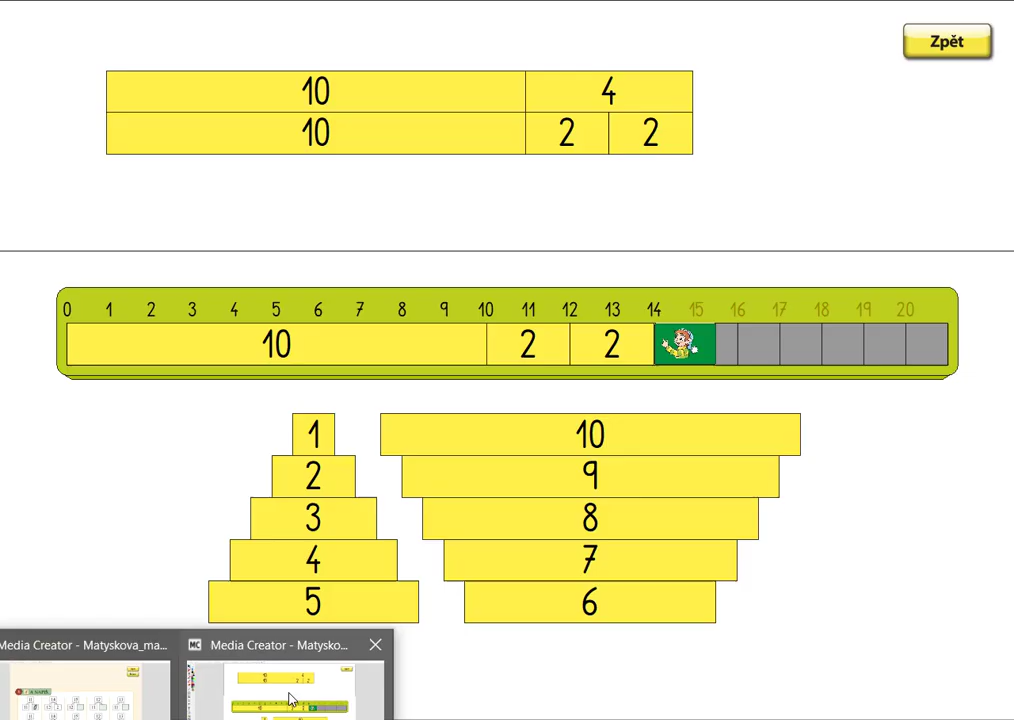 Zpět
10 4
10 2 2
0 1 2 3 4 5 6 7 8 9 10 11 12 13 14 15 16 17 18 19 20
10 2 2
1 10
2 9
3 8
4 7
5 6
Media Creator - Matyskova_ma...
MC Media Creator - Matysko...